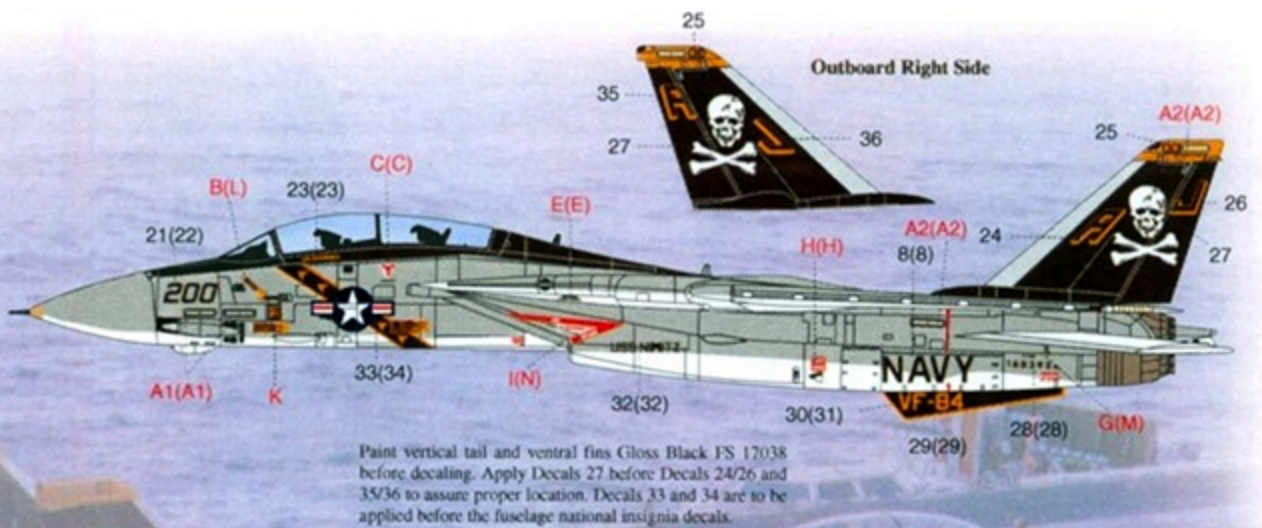 25
Outboard Right Side
35
A2(A2)
25
27
36
C(C)
B(L)
23(23)
E(E)
26
A2(A2)
21(22)
H(H)
24
8(8)
27
200
USS NIMITZ
NAVY
A1(A1)
K
33(34)
I(N)
32(32)
30(31)
VF-84
28(28)
G(M)
29(29)
AJ
AJ
Paint vertical tail and ventral fins Gloss Black FS 17038
before decaling. Apply Decals 27 before Decals 24/26 and
35/36 to assure proper location. Decals 33 and 34 are to be
applied before the fuselage national insignia decals.